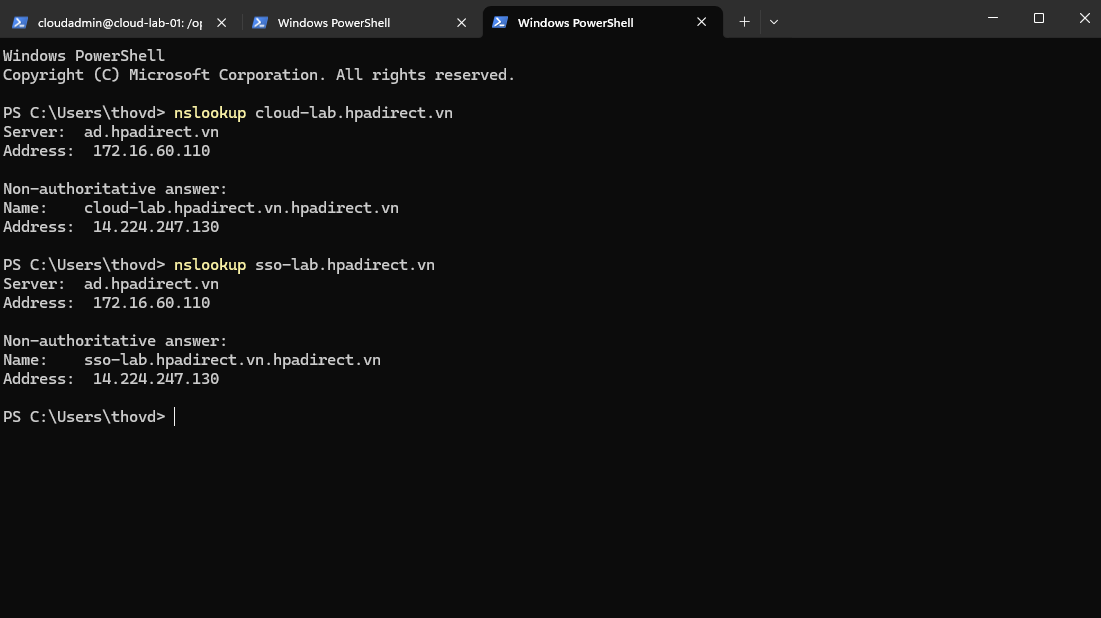 cloudadmin@cloud-lab-01: /op
Windows PowerShell
Windows PowerShell
Windows PowerShell
Copyright (C) Microsoft Corporation. All rights reserved.
PS C:\Users\thovd> nslookup cloud-lab.hpadirect.vn
Server:  ad.hpadirect.vn
Address:  172.16.60.110
Non-authoritative answer:
Name:    cloud-lab.hpadirect.vn.hpadirect.vn
Address:  14.224.247.130
PS C:\Users\thovd> nslookup sso-lab.hpadirect.vn
Server:  ad.hpadirect.vn
Address:  172.16.60.110
Non-authoritative answer:
Name:    sso-lab.hpadirect.vn.hpadirect.vn
Address:  14.224.247.130
PS C:\Users\thovd>